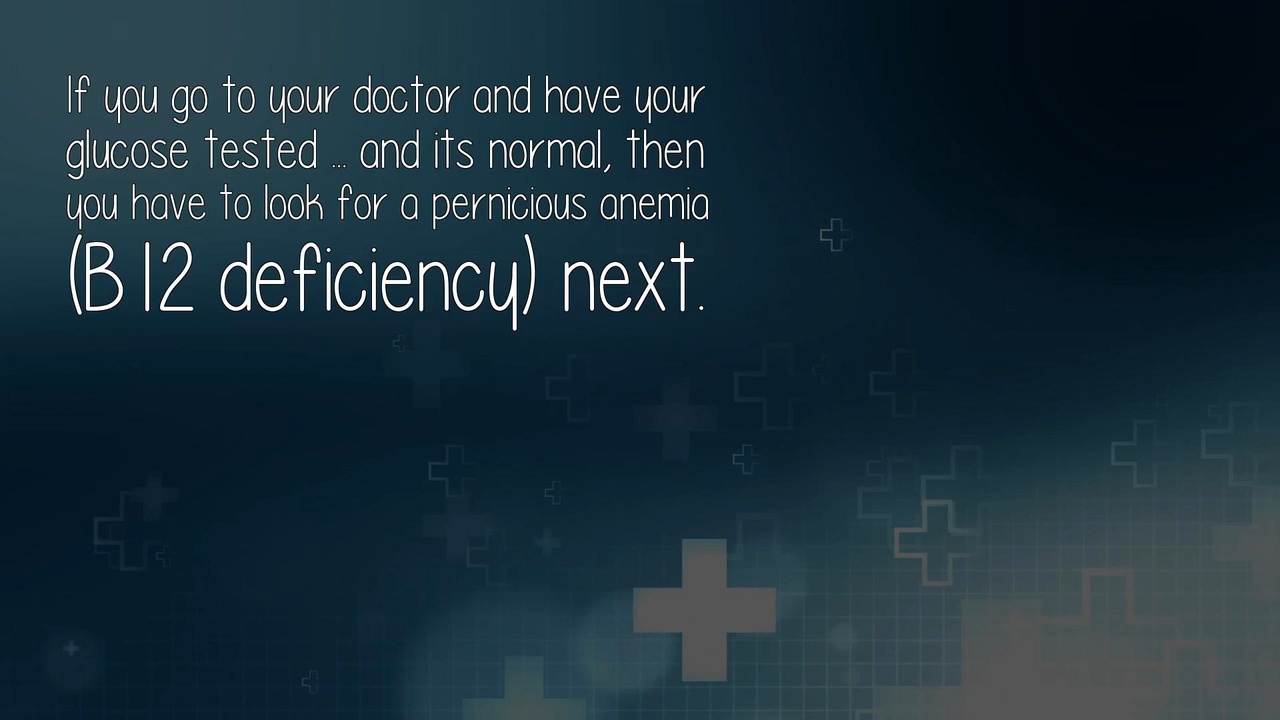 If you go to your doctor and have your
glucose tested ... and its normal, then
you have to look for a pernicious anemia
(B12 deficiency) next.